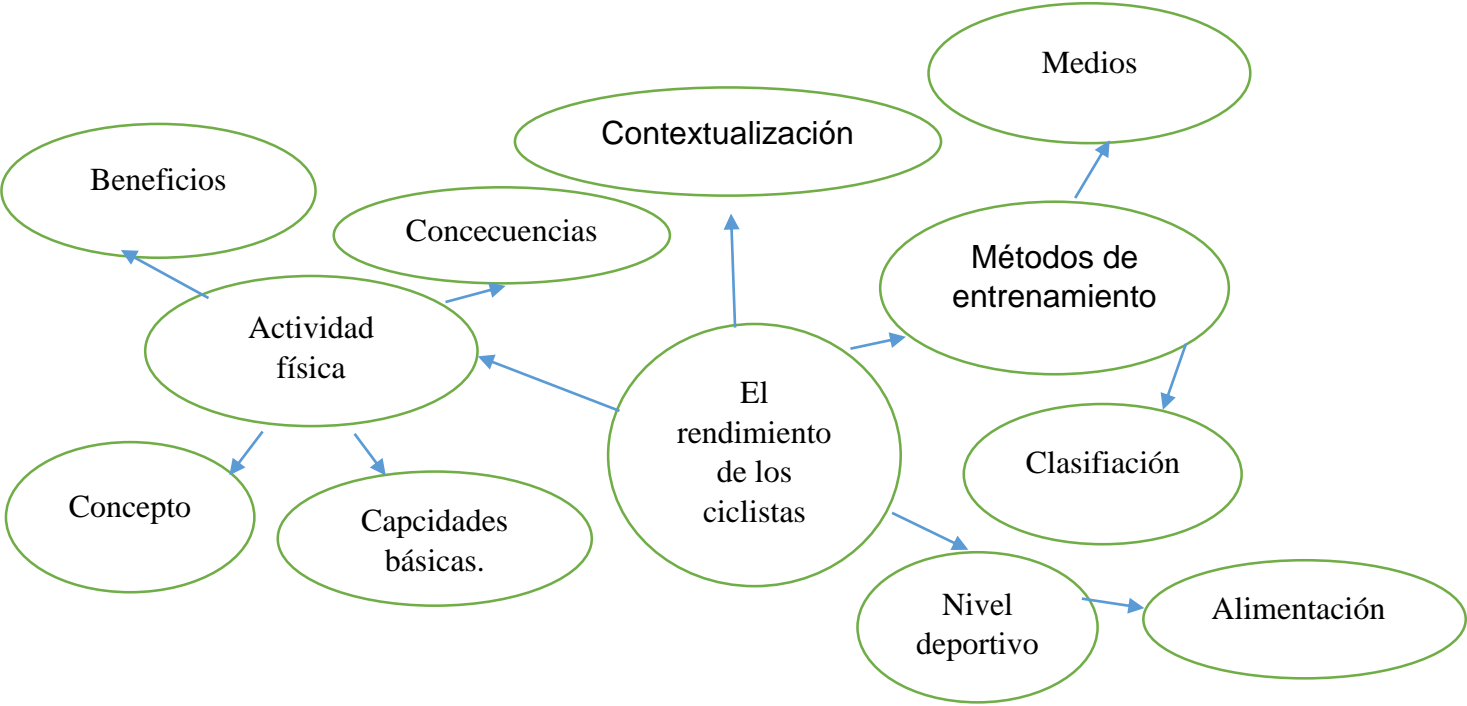 Medios
Contextualización
Beneficios
Concecuencias
Métodos de
entrenamiento
Actividad
física
El
rendimiento
de los
ciclistas
Clasifiación
Concepto
Capcidades
básicas.
Nivel
deportivo
Alimentación